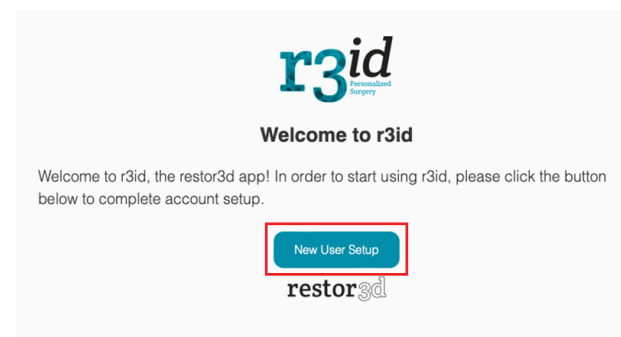 r3id
Personalized
Surgery
Welcome to r3id
Welcome to r3id, the restor3d app! In order to start using r3id, please click the button
below to complete account setup.
New User Setup
restor3d